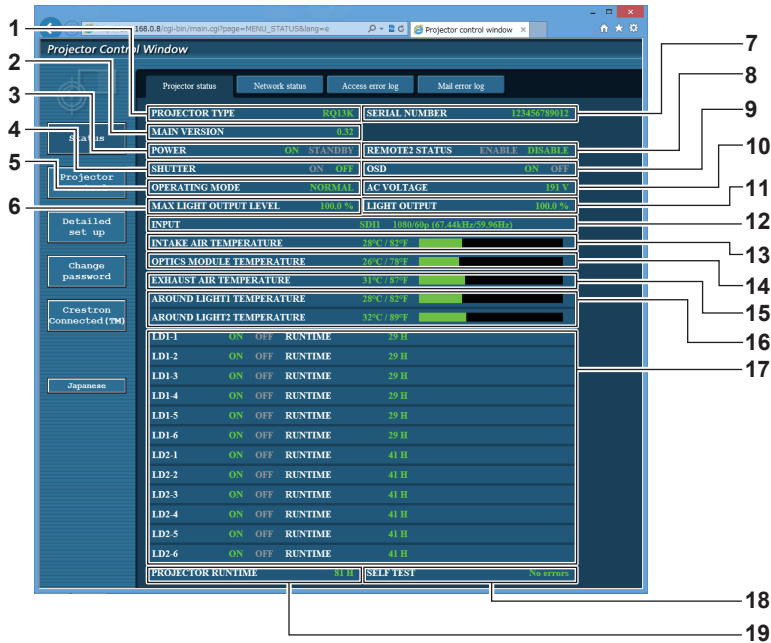 168.0.8/cgi-bin/main.cgi?page=MENU_STATUS&lang=e
Projector control window ×
Projector Control Window
Projector status Network status Access error log Mail error log
PROJECTOR TYPE RQ13K SERIAL NUMBER 123456789012
MAIN VERSION 0.32
POWER ON STANDBY REMOTE2 STATUS ENABLE DISABLE
SHUTTER ON OFF OSD ON OFF
OPERATING MODE NORMAL AC VOLTAGE 191 V
MAX LIGHT OUTPUT LEVEL 100.0 % LIGHT OUTPUT 100.0 %
INPUT SDI1 1080/60p (67.44kHz/59.96Hz)
INTAKE AIR TEMPERATURE 28°C / 82°F
OPTICS MODULE TEMPERATURE 26°C / 78°F
EXHAUST AIR TEMPERATURE 31°C / 87°F
AROUND LIGHT1 TEMPERATURE 28°C / 82°F
AROUND LIGHT2 TEMPERATURE 32°C / 89°F
LD1-1 ON OFF RUNTIME 29 H
LD1-2 ON OFF RUNTIME 29 H
LD1-3 ON OFF RUNTIME 29 H
LD1-4 ON OFF RUNTIME 29 H
LD1-5 ON OFF RUNTIME 29 H
LD1-6 ON OFF RUNTIME 29 H
LD2-1 ON OFF RUNTIME 41 H
LD2-2 ON OFF RUNTIME 41 H
LD2-3 ON OFF RUNTIME 41 H
LD2-4 ON OFF RUNTIME 41 H
LD2-5 ON OFF RUNTIME 41 H
LD2-6 ON OFF RUNTIME 41 H
PROJECTOR RUNTIME 81 H SELF TEST No errors
Status
Projector
Detailed
set up
Change
password
Crestron
Connected(TM)
Japanese
1
2
3
4
5
6
7
8
9
10
11
12
13
14
15
16
17
18
19